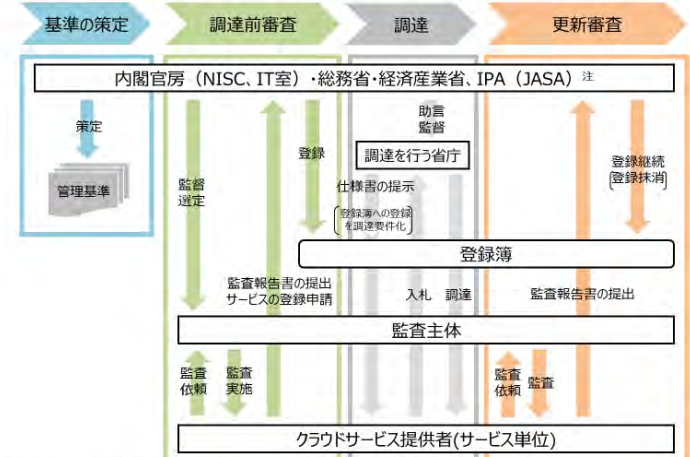 基準の策定
調達前審査
調達
更新審査
内閣官房（NISC、IT室）・総務省・経済産業省、IPA（JASA）注
策定
管理基準
監督
選定
登録
助言
監督
調達を行う省庁
仕様書の提示
登録簿への登録
を調達要件化
登録継続
(登録抹消)
登録簿
監査報告書の提出
サービスの登録申請
入札
調達
監査報告書の提出
監査主体
監査
依頼
監査
実施
監査
依頼
監査
クラウドサービス提供者(サービス単位)